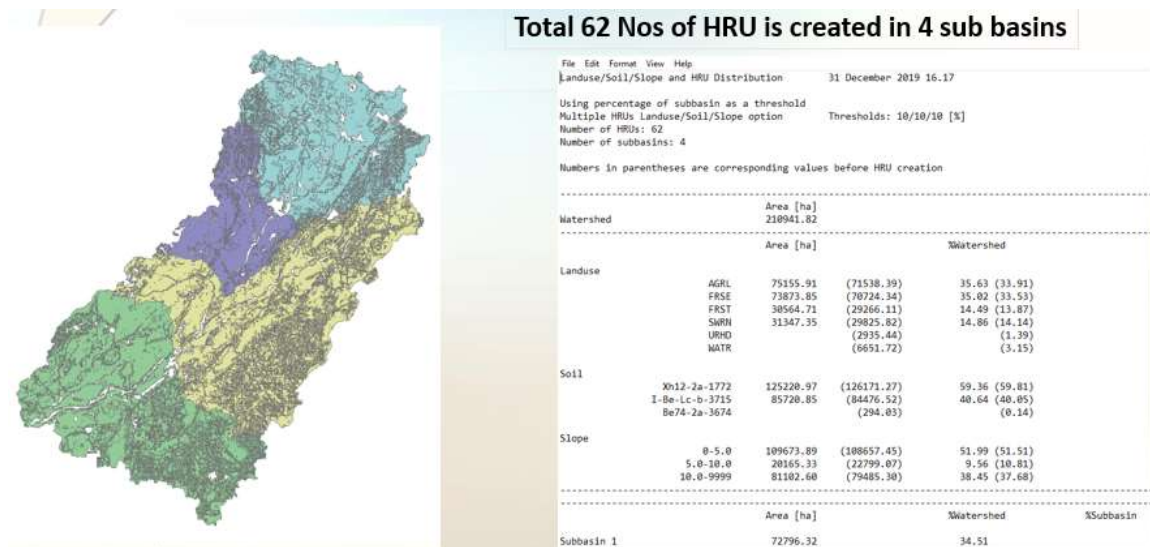 Total 62 Nos of HRU is created in 4 sub basins
File Edit Format View Help
Landuse/Soil/Slope and HRU Distribution 31 December 2019 16.17
Using percentage of subbasin as a threshold
Multiple HRUs Landuse/Soil/Slope option Thresholds: 10/10/10 [%]
Number of HRUs: 62
Number of subbasins: 4
Numbers in parentheses are corresponding values before HRU creation
Area [ha]
Watershed 210941.82
Area [ha] %Watershed
Landuse
AGRL 75155.91 (71538.39) 35.63 (33.91)
FRSE 73873.85 (70724.34) 35.02 (33.53)
FRST 30564.71 (29266.11) 14.49 (13.87)
SWRN 31347.35 (29825.82) 14.86 (14.14)
URHD (2935.44) (1.39)
WATR (6651.72) (3.15)
Soil
Xh12-2a-1772 125220.97 (126171.27) 59.36 (59.81)
I-Be-Lc-b-3715 85720.85 (84476.52) 40.64 (40.05)
Be74-2a-3674 (294.03) (0.14)
Slope
0-5.0 109673.89 (108657.45) 51.99 (51.51)
5.0-10.0 20165.33 (22799.07) 9.56 (10.81)
10.0-9999 81102.60 (79485.30) 38.45 (37.68)
Area [ha] %Watershed %Subbasin
Subbasin 1 72796.32 34.51